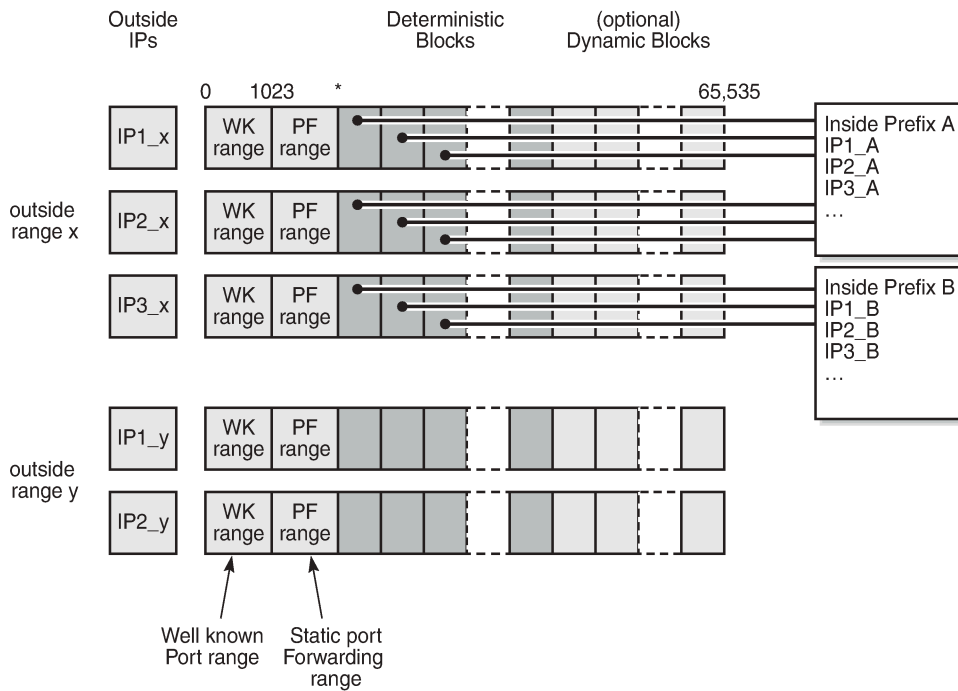 Outside
IPs
Deterministic
Blocks
(optional)
Dynamic Blocks
0 1023 * 65,535
IP1_x
WK
range
PF
range
Inside Prefix A
IP1_A
IP2_A
IP3_A
...
outside
range x
IP2_x
WK
range
PF
range
IP3_x
WK
range
PF
range
Inside Prefix B
IP1_B
IP2_B
IP3_B
...
outside
range y
IP1_y
WK
range
PF
range
IP2_y
WK
range
PF
range
Well known
Port range
Static port
Forwarding
range